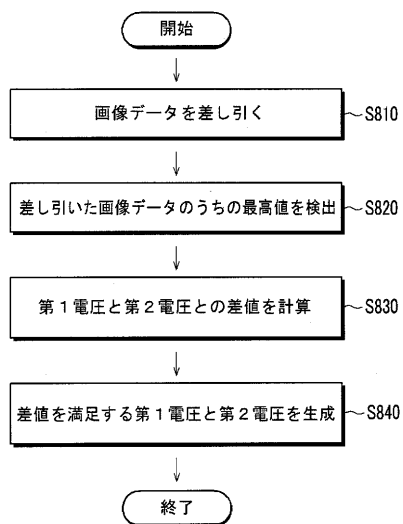 開始
画像データを差し引く
S810
差し引いた画像データのうちの最高値を検出
S820
第1電圧と第2電圧との差値を計算
S830
差値を満足する第1電圧と第2電圧を生成
S840
終了